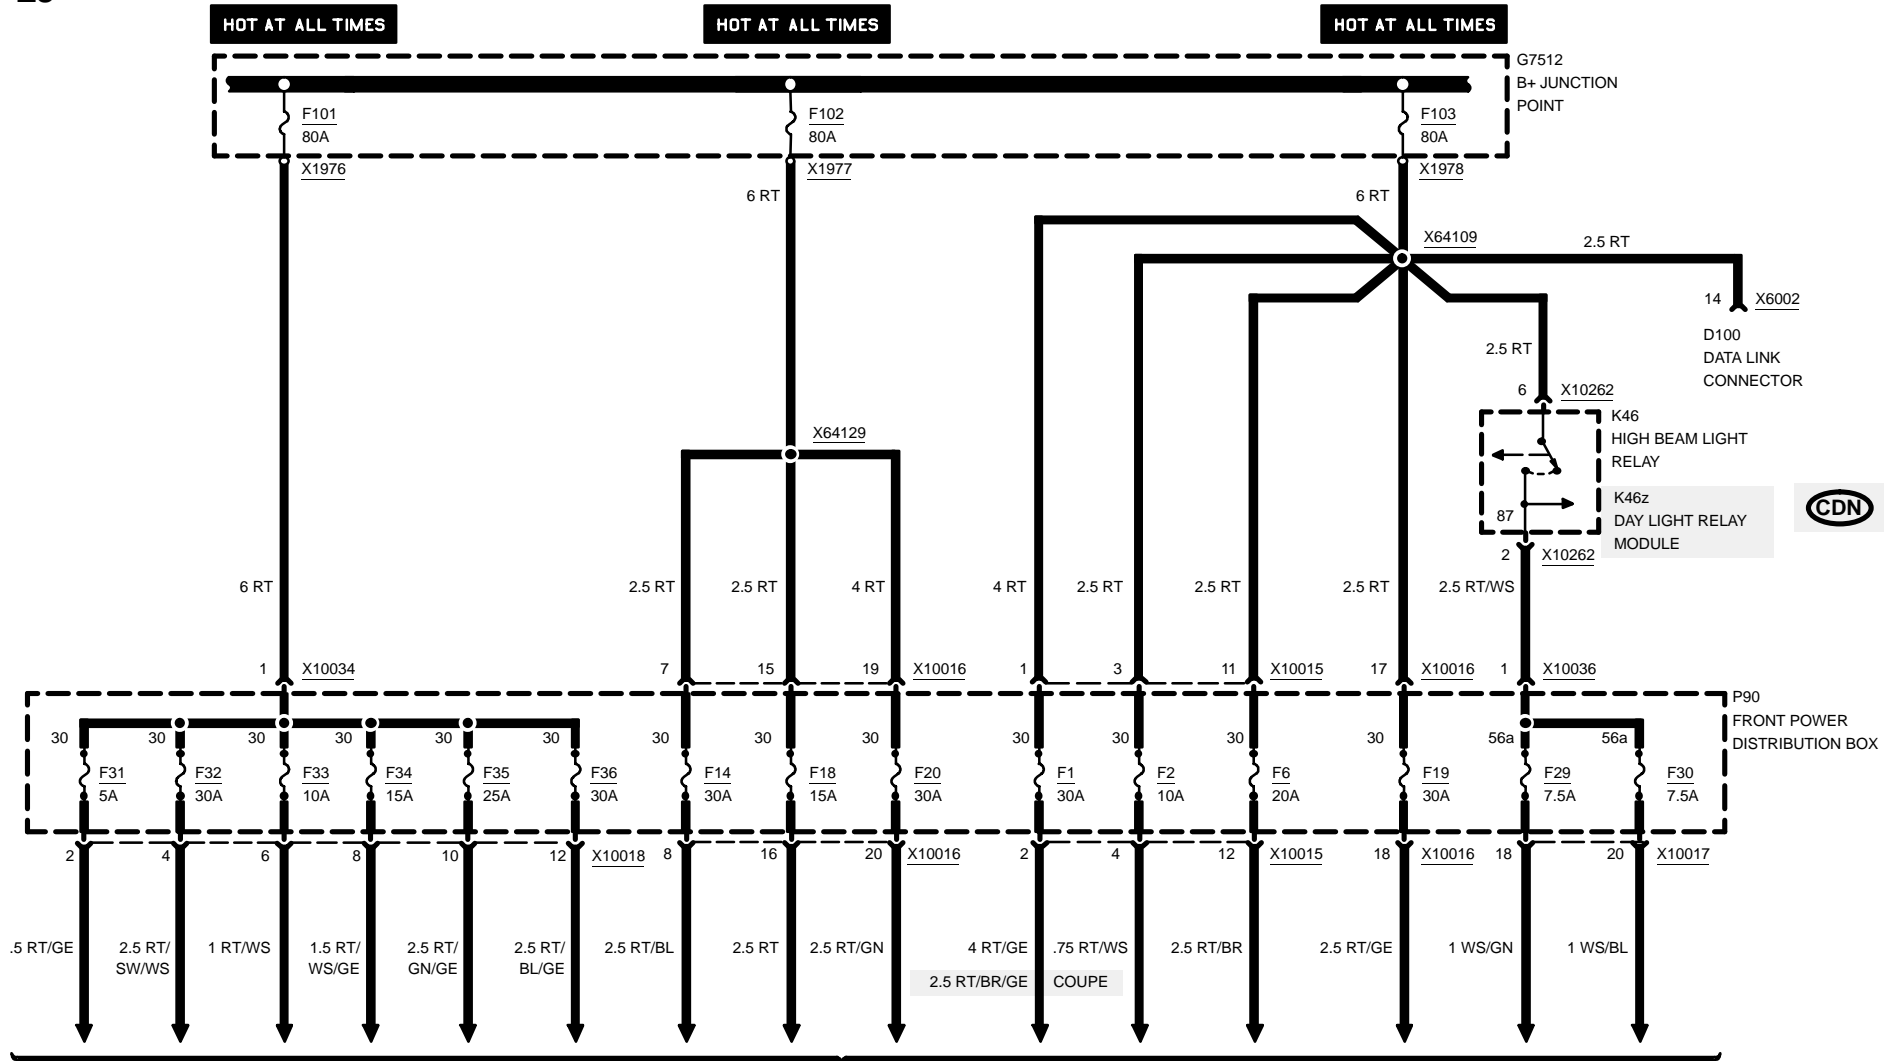 HOT AT ALL TIMES HOT AT ALL TIMES HOT AT ALL TIMES
G7512
B+ JUNCTION
POINT
F101 F102 F103
80A 80A 80A
X1976 X1977 X1978
6 RT 6 RT
X64109 2.5 RT
14 X6002
D100
DATA LINK
CONNECTOR
2.5 RT
6 X10262
K46
HIGH BEAM LIGHT
RELAY
X64129
K46z
DAY LIGHT RELAY
MODULE
CDN
87
2 X10262
6 RT 2.5 RT 2.5 RT 4 RT 4 RT 2.5 RT 2.5 RT 2.5 RT 2.5 RT/WS
1 X10034 7 15 19 X10016 1 3 11 X10015 17 X10016 1 X10036
P90
FRONT POWER
DISTRIBUTION BOX
30 30 30 30 30 30 30 30 30 30 30 30 30 56a 56a
F31 F32 F33 F34 F35 F36 F14 F18 F20 F1 F2 F6 F19 F29 F30
5A 30A 10A 15A 25A 30A 30A 15A 30A 30A 10A 20A 30A 7.5A 7.5A
2 4 6 8 10 12 X10018 8 16 20 X10016 2 4 12 X10015 18 X10016 18 20 X10017
.5 RT/GE 2.5 RT/ 1 RT/WS 1.5 RT/ 2.5 RT/ 2.5 RT/ 2.5 RT/BL 2.5 RT 2.5 RT/GN 4 RT/GE .75 RT/WS 2.5 RT/BR 2.5 RT/GE 1 WS/GN 1 WS/BL
SW/WS WS/GE GN/GE BL/GE
2.5 RT/BR/GE COUPE